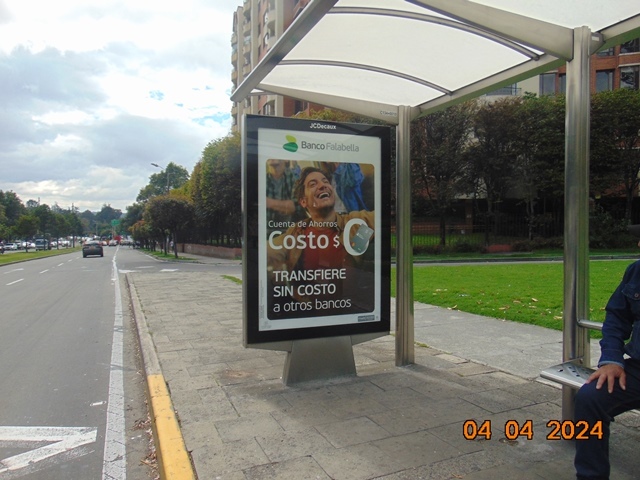 JCDecaux
Banco Falabella
Cuenta de Ahorros
Costo $0
TRANSFIERE
SIN COSTO
a otros bancos
04 04 2024